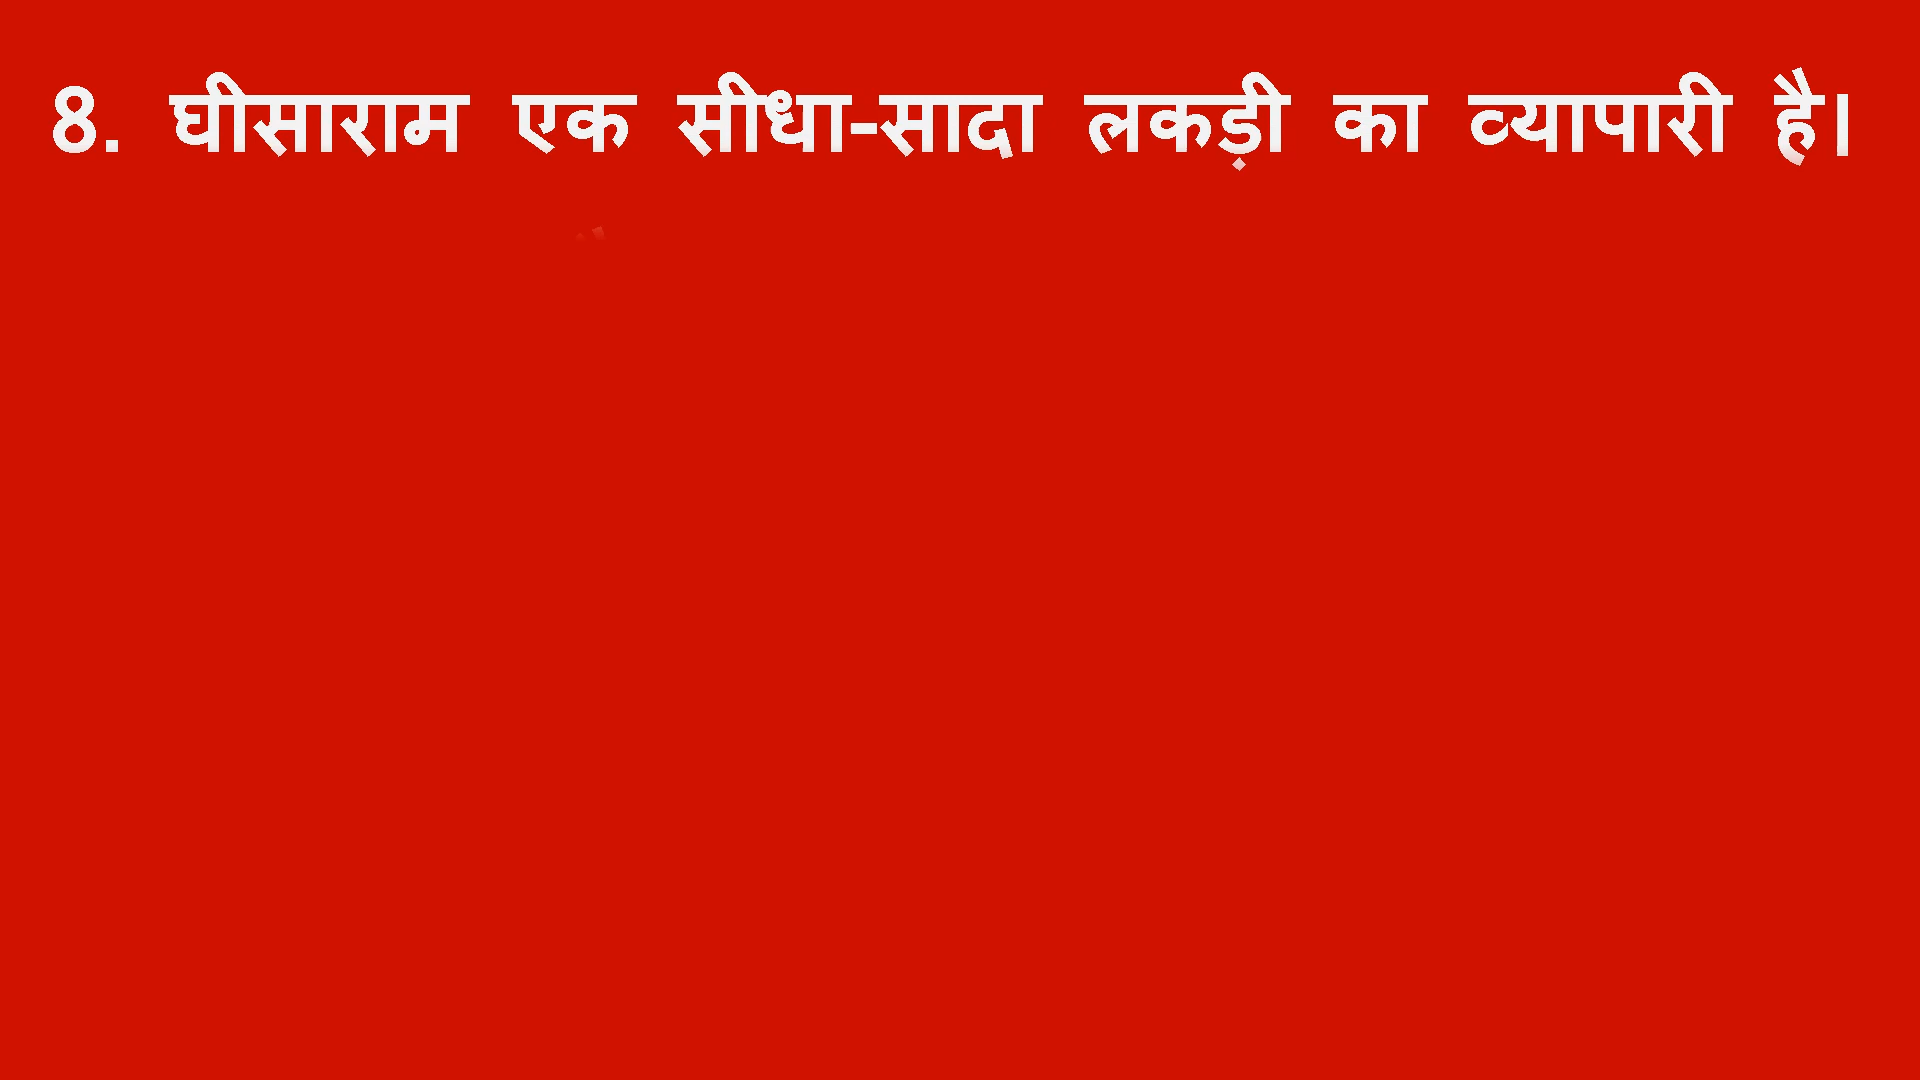 8. घीसाराम एक सीधा-सादा लकड़ी का व्यापारी है।